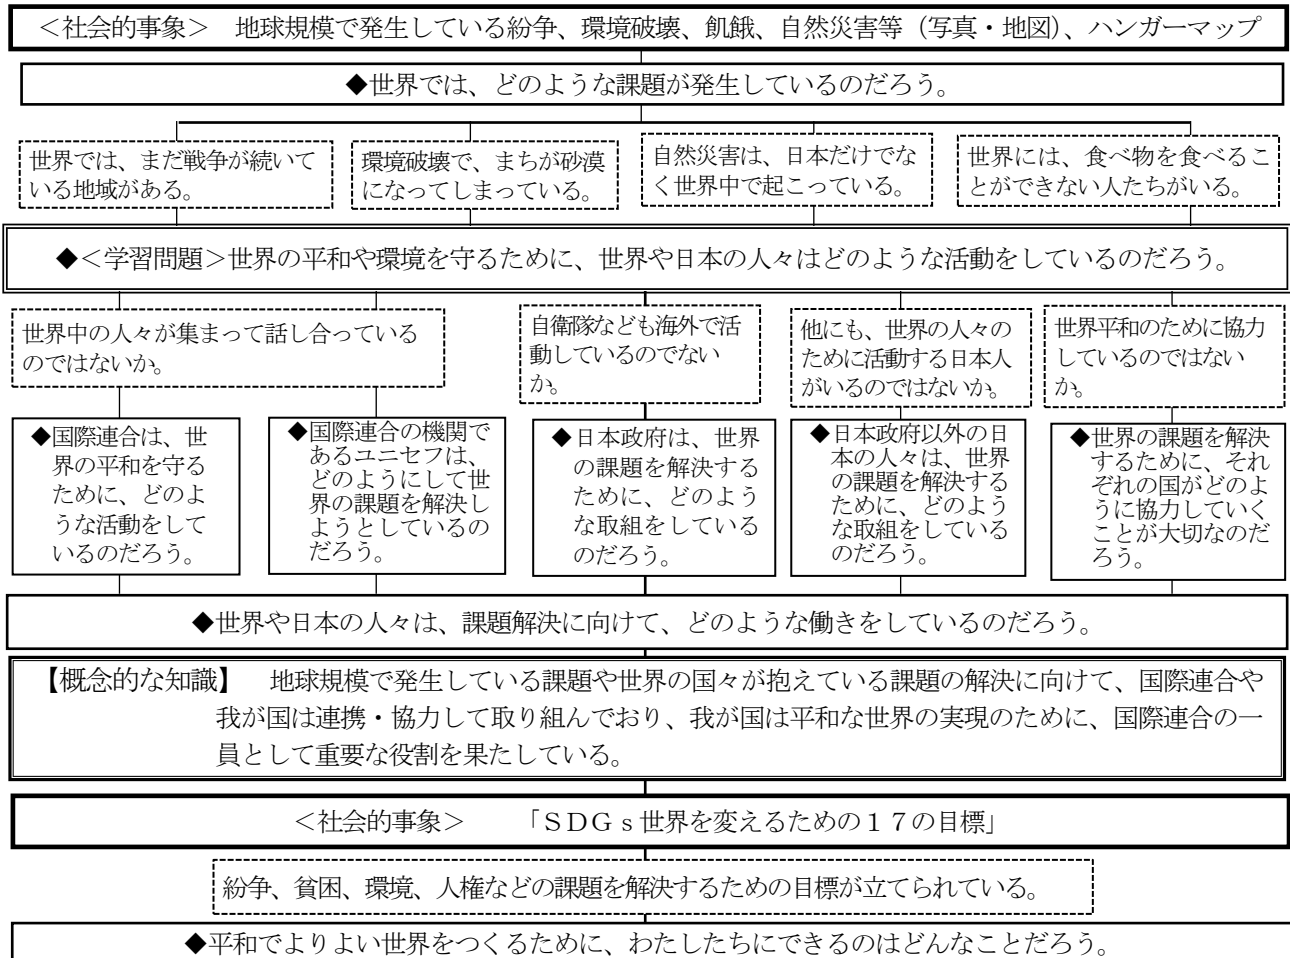 ＜社会的事象＞　地球規模で発生している紛争、環境破壊、飢餓、自然災害等（写真・地図）、ハンガーマップ
◆世界では、どのような課題が発生しているのだろう。
世界では、まだ戦争が続いて
いる地域がある。
環境破壊で、まちが砂漠
になってしまっている。
自然災害は、日本だけでな
く世界中で起こっている。
世界には、食べ物を食べるこ
とができない人たちがいる。
◆＜学習問題＞世界の平和や環境を守るために、世界や日本の人々はどのような活動をしているのだろう。
世界中の人々が集まって話し合っている
のではないか。
自衛隊なども海外で活
動しているのでない
か。
他にも、世界の人々の
ために活動する日本人
がいるのではないか。
世界平和のために協力
しているのではない
か。
◆国際連合は、世
界の平和を守る
ために、どのよ
うな活動をして
いるのだろう。
◆国際連合の機関で
あるユニセフは、
どのようにして世
界の課題を解決し
ようとしているの
だろう。
◆日本政府は、世界
の課題を解決する
ために、どのよう
な取組をしている
のだろう。
◆日本政府以外の日
本の人々は、世界
の課題を解決する
ために、どのよう
な取組をしている
のだろう。
◆世界の課題を解決
するために、それ
ぞれの国がどのよ
うに協力していく
ことが大切なのだ
ろう。
◆世界や日本の人々は、課題解決に向けて、どのような働きをしているのだろう。
【概念的な知識】　地球規模で発生している課題や世界の国々が抱えている課題の解決に向けて、国際連合や
我が国は連携・協力して取り組んでおり、我が国は平和な世界の実現のために、国際連合の一
員として重要な役割を果たしている。
＜社会的事象＞　「ＳＤＧｓ世界を変えるための１７の目標」
紛争、貧困、環境、人権などの課題を解決するための目標が立てられている。
◆平和でよりよい世界をつくるために、わたしたちにできるのはどんなことだろう。